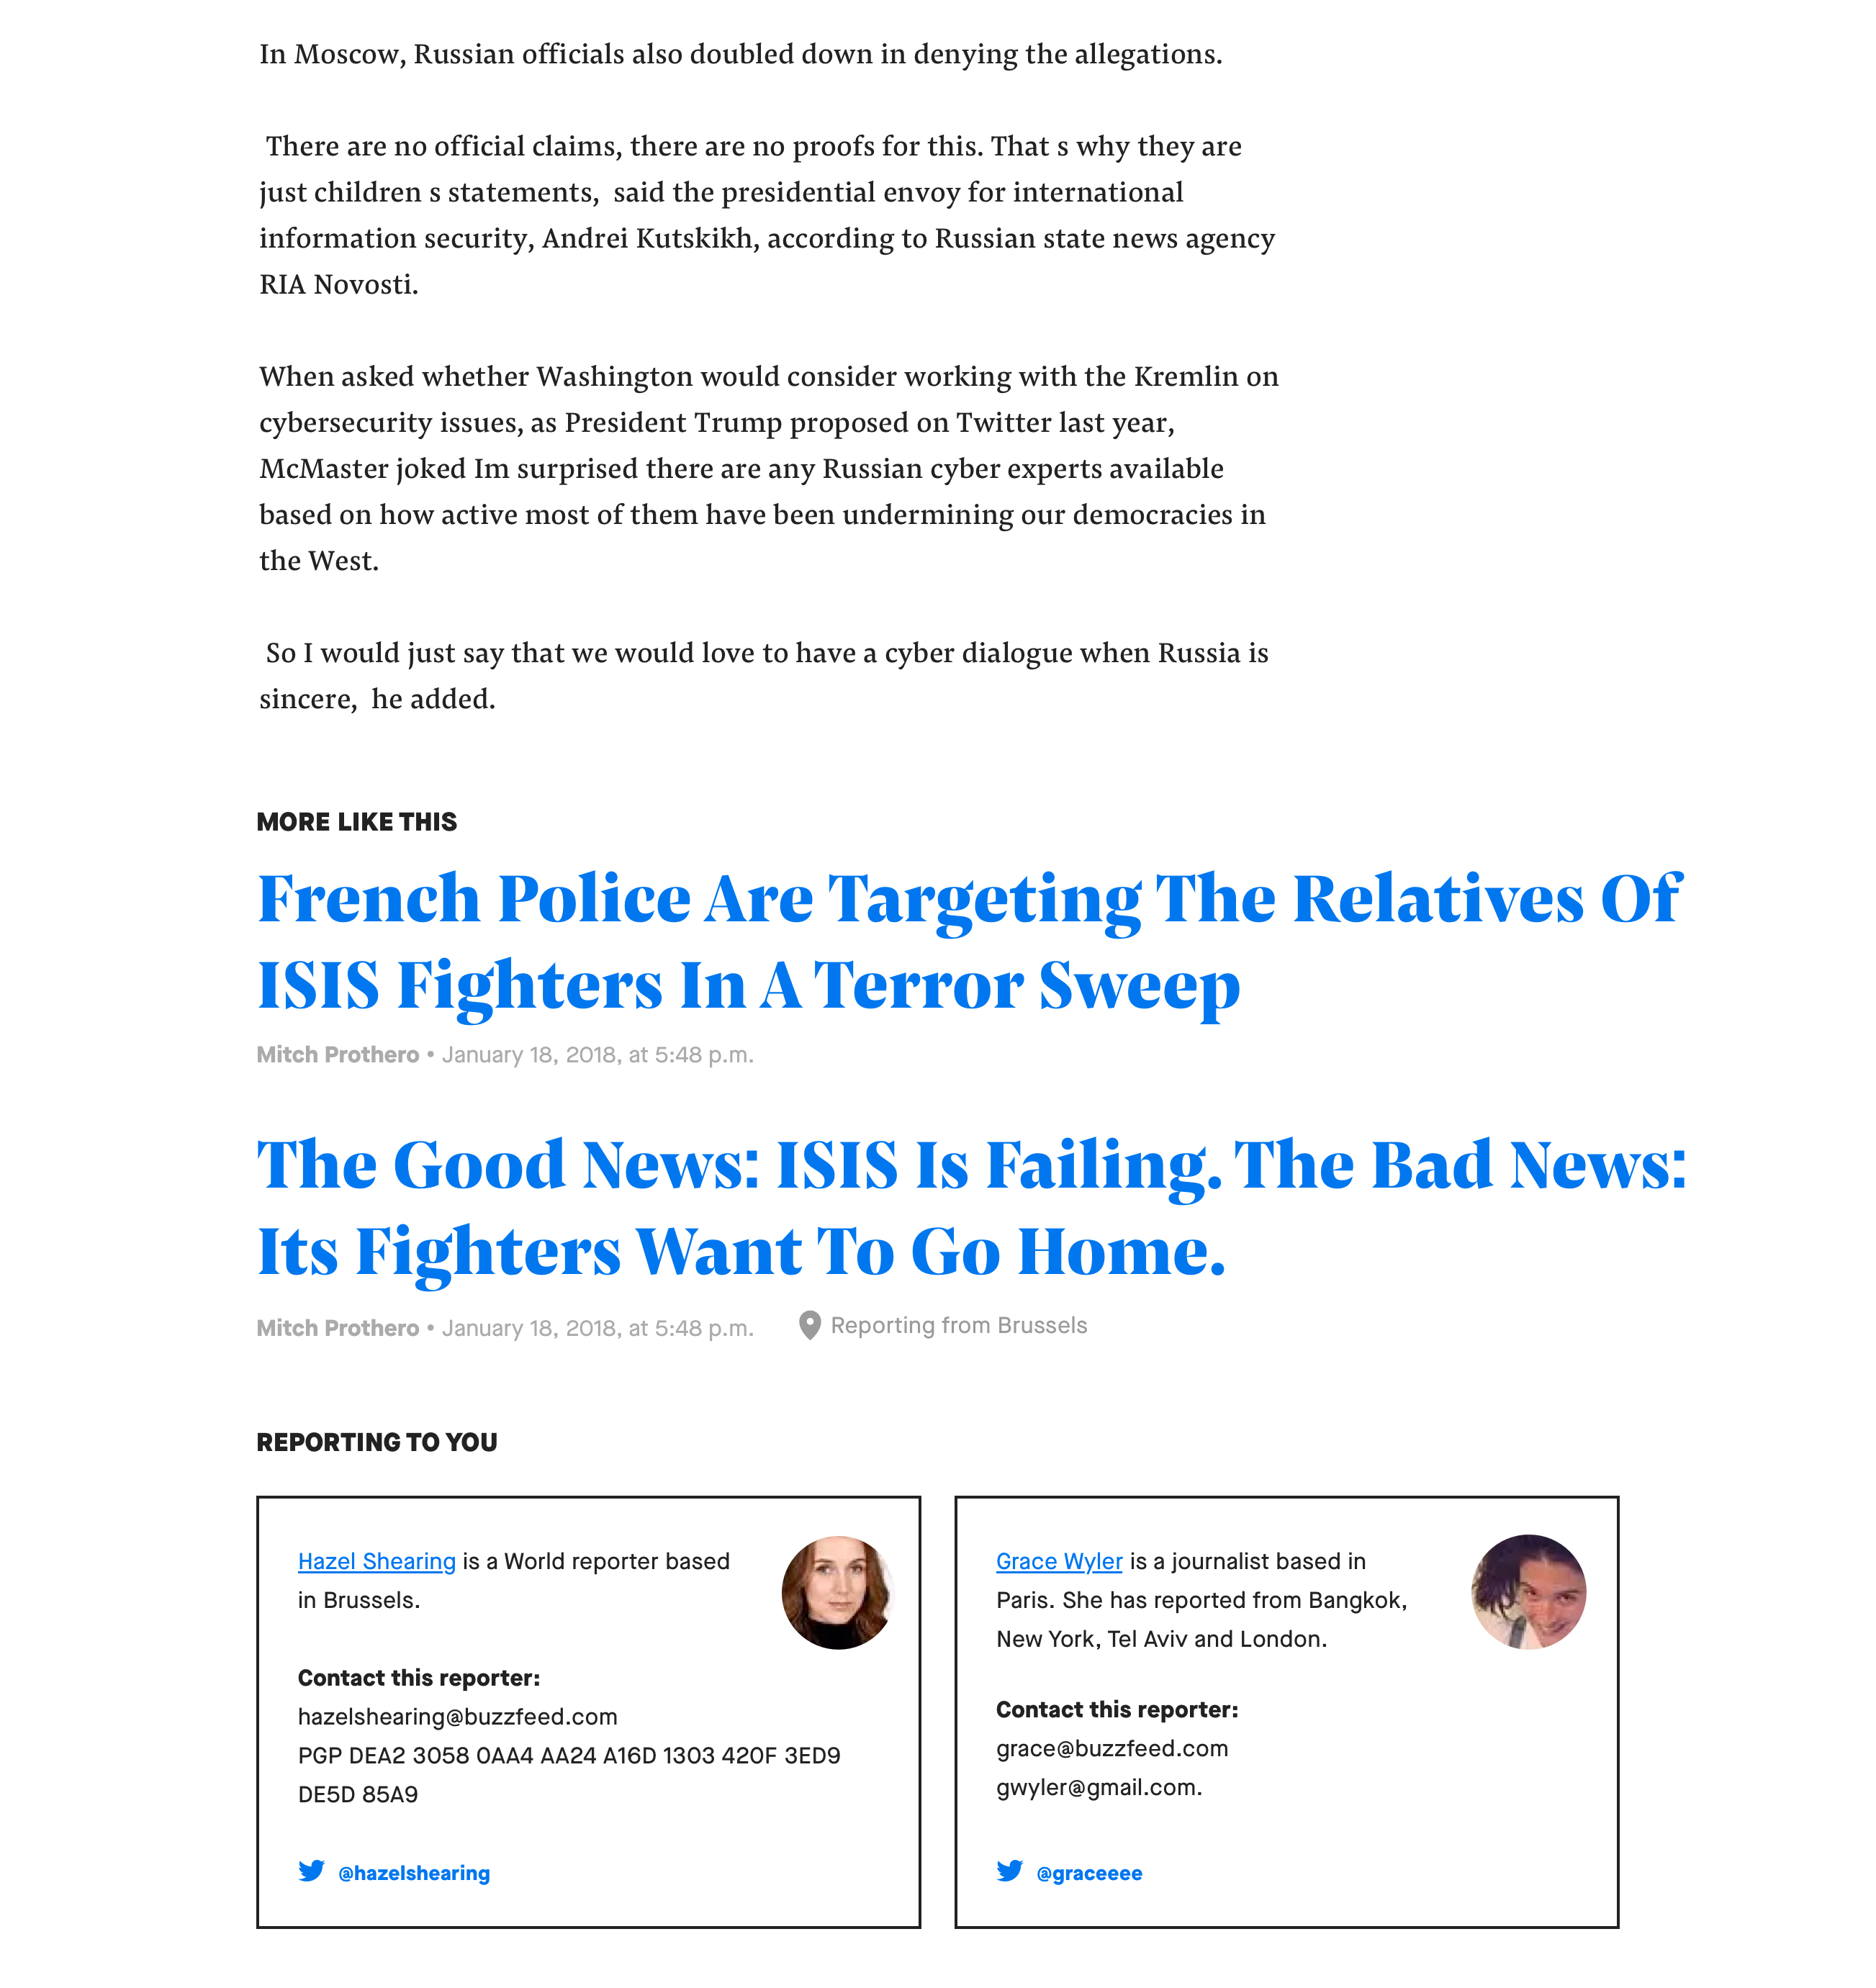 In Moscow, Russian officials also doubled down in denying the allegations.
There are no official claims, there are no proofs for this. That s why they are
just children s statements,  said the presidential envoy for international
information security, Andrei Kutskikh, according to Russian state news agency
RIA Novosti.
When asked whether Washington would consider working with the Kremlin on
cybersecurity issues, as President Trump proposed on Twitter last year,
McMaster joked Im surprised there are any Russian cyber experts available
based on how active most of them have been undermining our democracies in
the West.
So I would just say that we would love to have a cyber dialogue when Russia is
sincere,  he added.
MORE LIKE THIS
French Police Are Targeting The Relatives Of
ISIS Fighters In A Terror Sweep
Mitch Prothero • January 18, 2018, at 5:48 p.m.
The Good News: ISIS Is Failing. The Bad News:
Its Fighters Want To Go Home.
Mitch Prothero • January 18, 2018, at 5:48 p.m. Reporting from Brussels
REPORTING TO YOU
Hazel Shearing is a World reporter based
in Brussels.
Contact this reporter:
hazelshearing@buzzfeed.com
PGP DEA2 3058 0AA4 AA24 A16D 1303 420F 3ED9
DE5D 85A9
@hazelshearing
Grace Wyler is a journalist based in
Paris. She has reported from Bangkok,
New York, Tel Aviv and London.
Contact this reporter:
grace@buzzfeed.com
gwyler@gmail.com.
@graceeee